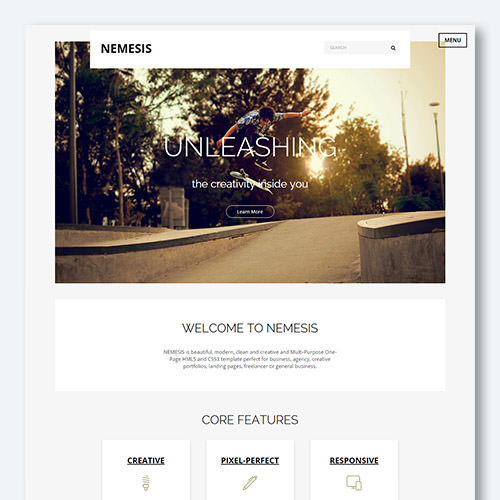 NEMESIS
SEARCH
MENU
UNLEASHING
the creativity inside you
Learn More
WELCOME TO NEMESIS
NEMESIS is beautiful, modern, clean and creative and Multi-Purpose One-
Page HML5 and CSS3 template perfect for business, agency, creative
portfolios, landing pages, freelancer or general business.
CORE FEATURES
CREATIVE
PIXEL-PERFECT
RESPONSIVE